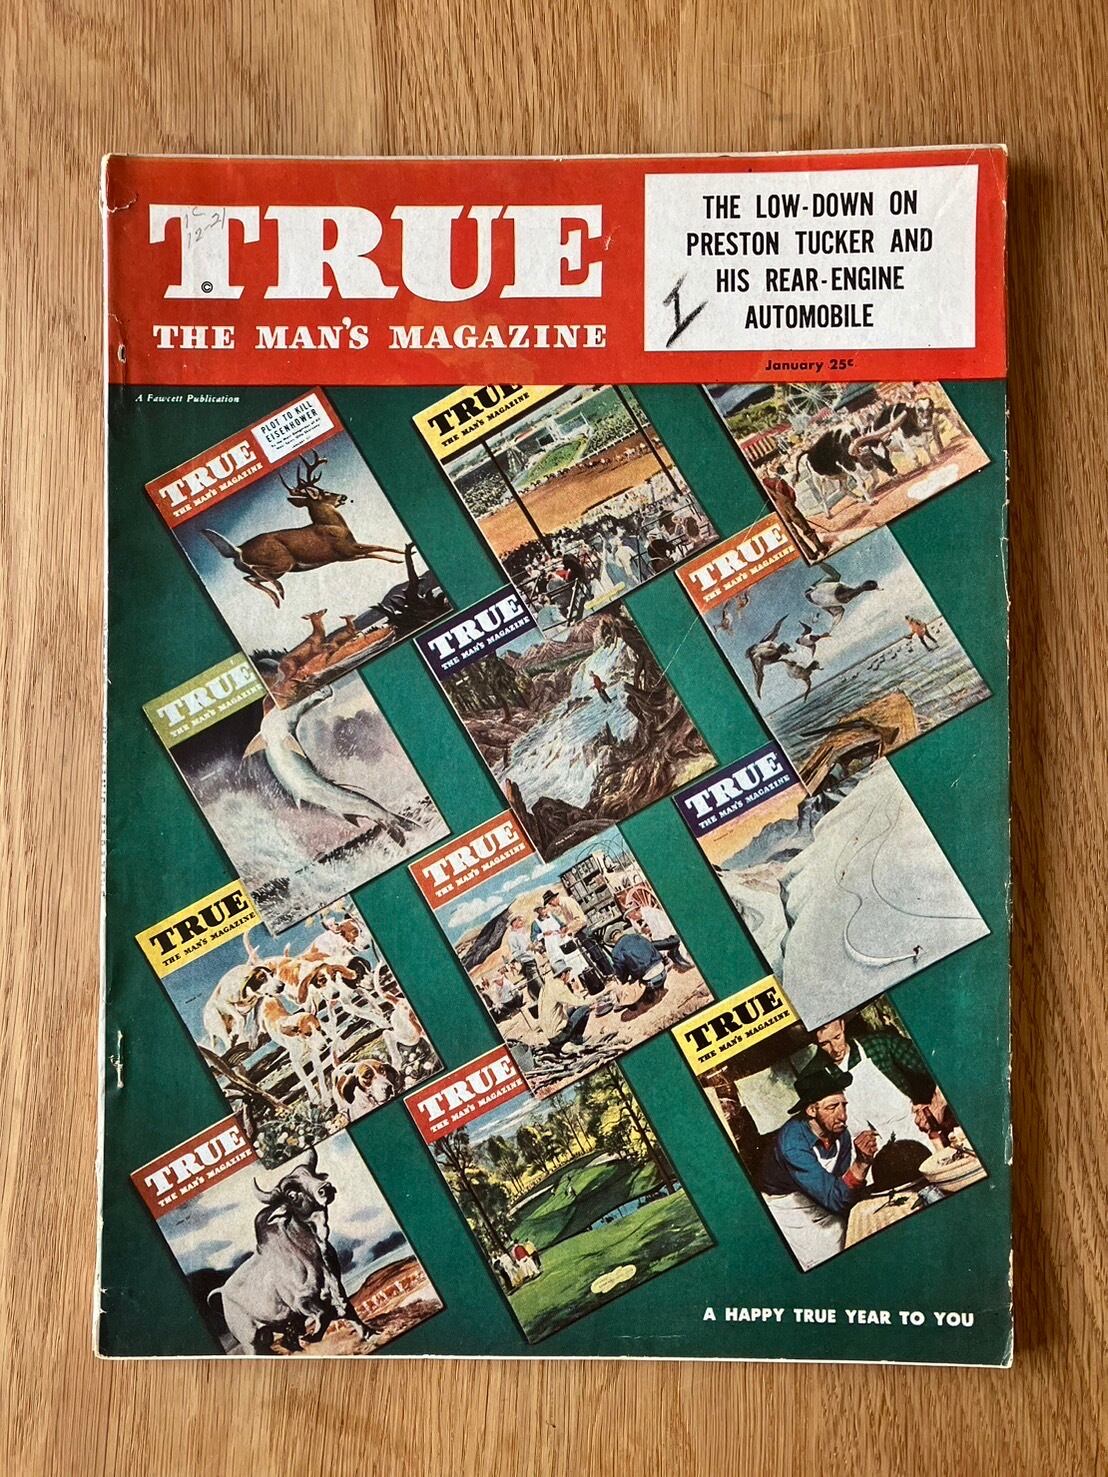 TRUE
©
THE MAN'S MAGAZINE
THE LOW-DOWN ON
PRESTON TUCKER AND
HIS REAR-ENGINE
AUTOMOBILE
January 25¢
A Fawcett Publication
TRUE
THE MAN'S MAGAZINE
PLOT TO KILL
EISENHOWER
TRUE
THE MAN'S MAGAZINE
TRUE
THE MAN'S MAGAZINE
TRUE
THE MAN'S MAGAZINE
TRUE
THE MAN'S MAGAZINE
TRUE
THE MAN'S MAGAZINE
TRUE
THE MAN'S MAGAZINE
TRUE
THE MAN'S MAGAZINE
TRUE
THE MAN'S MAGAZINE
TRUE
THE MAN'S MAGAZINE
TRUE
THE MAN'S MAGAZINE
A HAPPY TRUE YEAR TO YOU